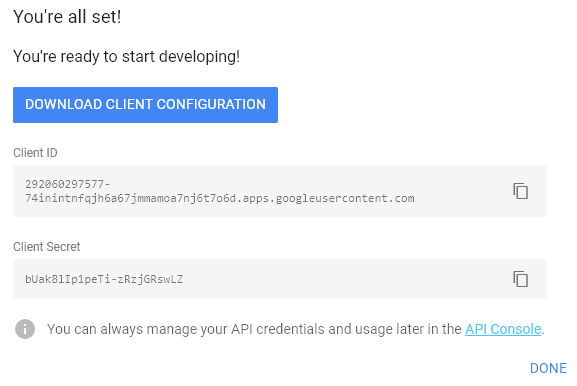 You're all set!
You're ready to start developing!
DOWNLOAD CLIENT CONFIGURATION
Client ID
292060297577-
74inintnfqjh6a67jmmamoa7nj6t7o6d.apps.googleusercontent.com
Client Secret
bUak8lIp1peTi-zRzjGRswLZ
You can always manage your API credentials and usage later in the API Console.
DONE